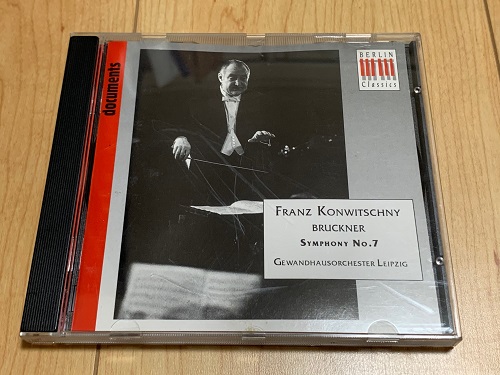 documents
BERLIN
Classics
FRANZ KONWITSCHNY
BRUCKNER
SYMPHONY NO.7
GEWANDHAUSORCHESTER LEIPZIG